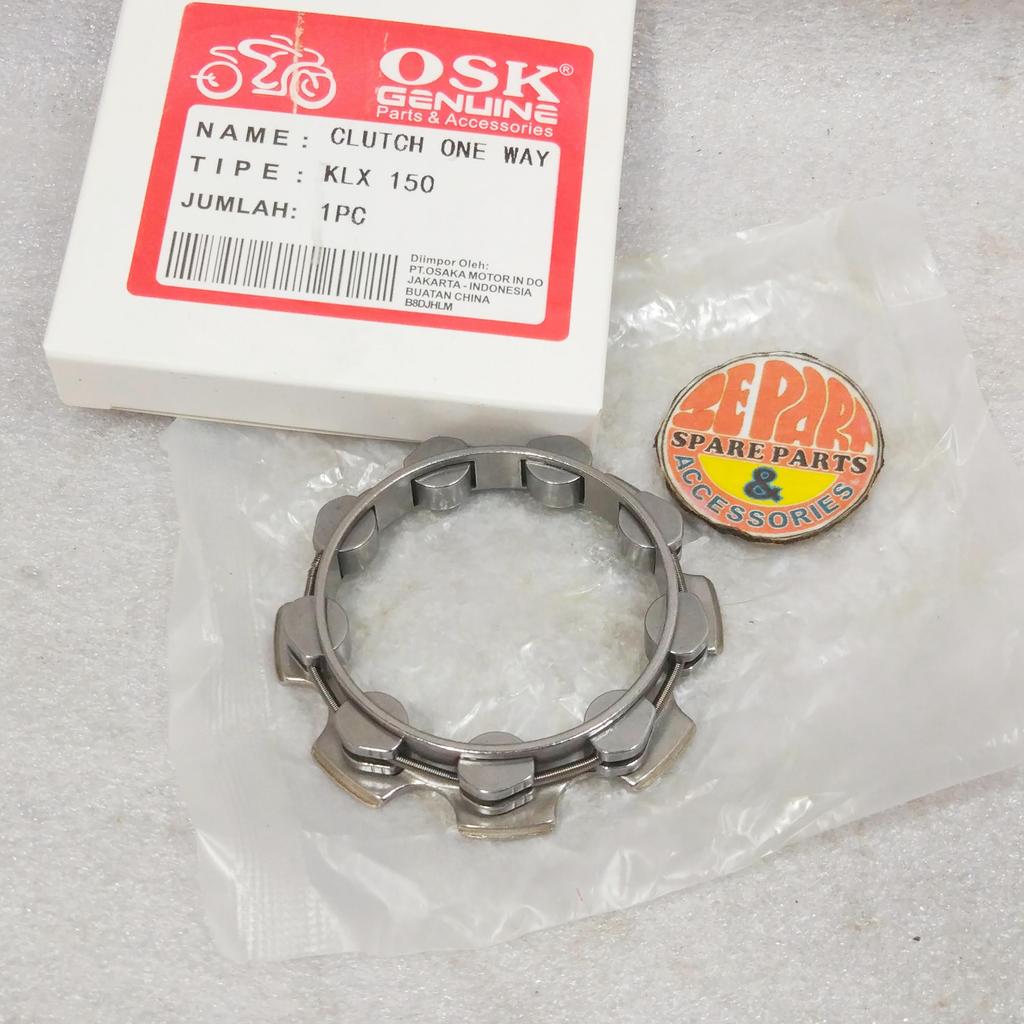 OSK®
GENUINE
Parts & Accessories
NAME: CLUTCH ONE WAY
TIPE: KLX 150
JUMLAH: 1PC
Diimpor Oleh:
PT.OSAKA MOTOR IN DO
JAKARTA - INDONESIA
BUATAN CHINA
B8DJHLM
ZEPART
SPARE PARTS
&
ACCESSORIES